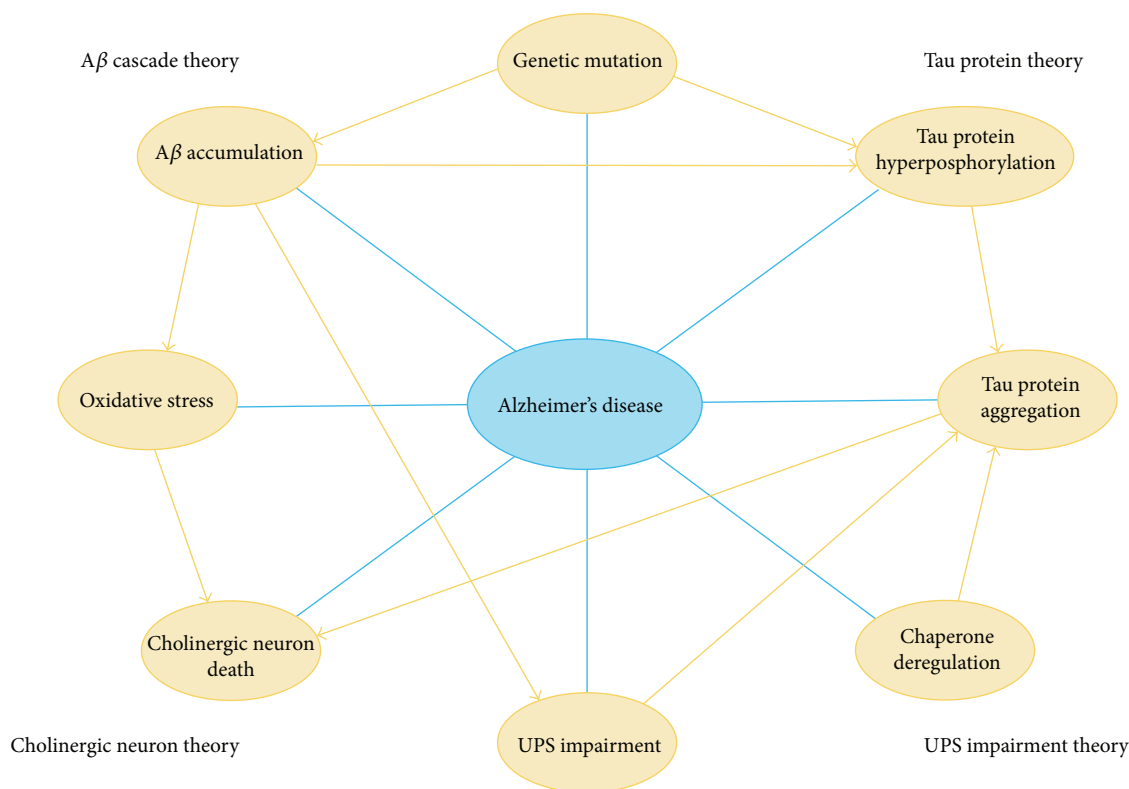 Aβ cascade theory
Genetic mutation
Tau protein theory
Aβ accumulation
Tau protein
hyperposphorylation
Oxidative stress
Alzheimer's disease
Tau protein
aggregation
Cholinergic neuron
death
Chaperone
deregulation
UPS impairment
Cholinergic neuron theory
UPS impairment theory